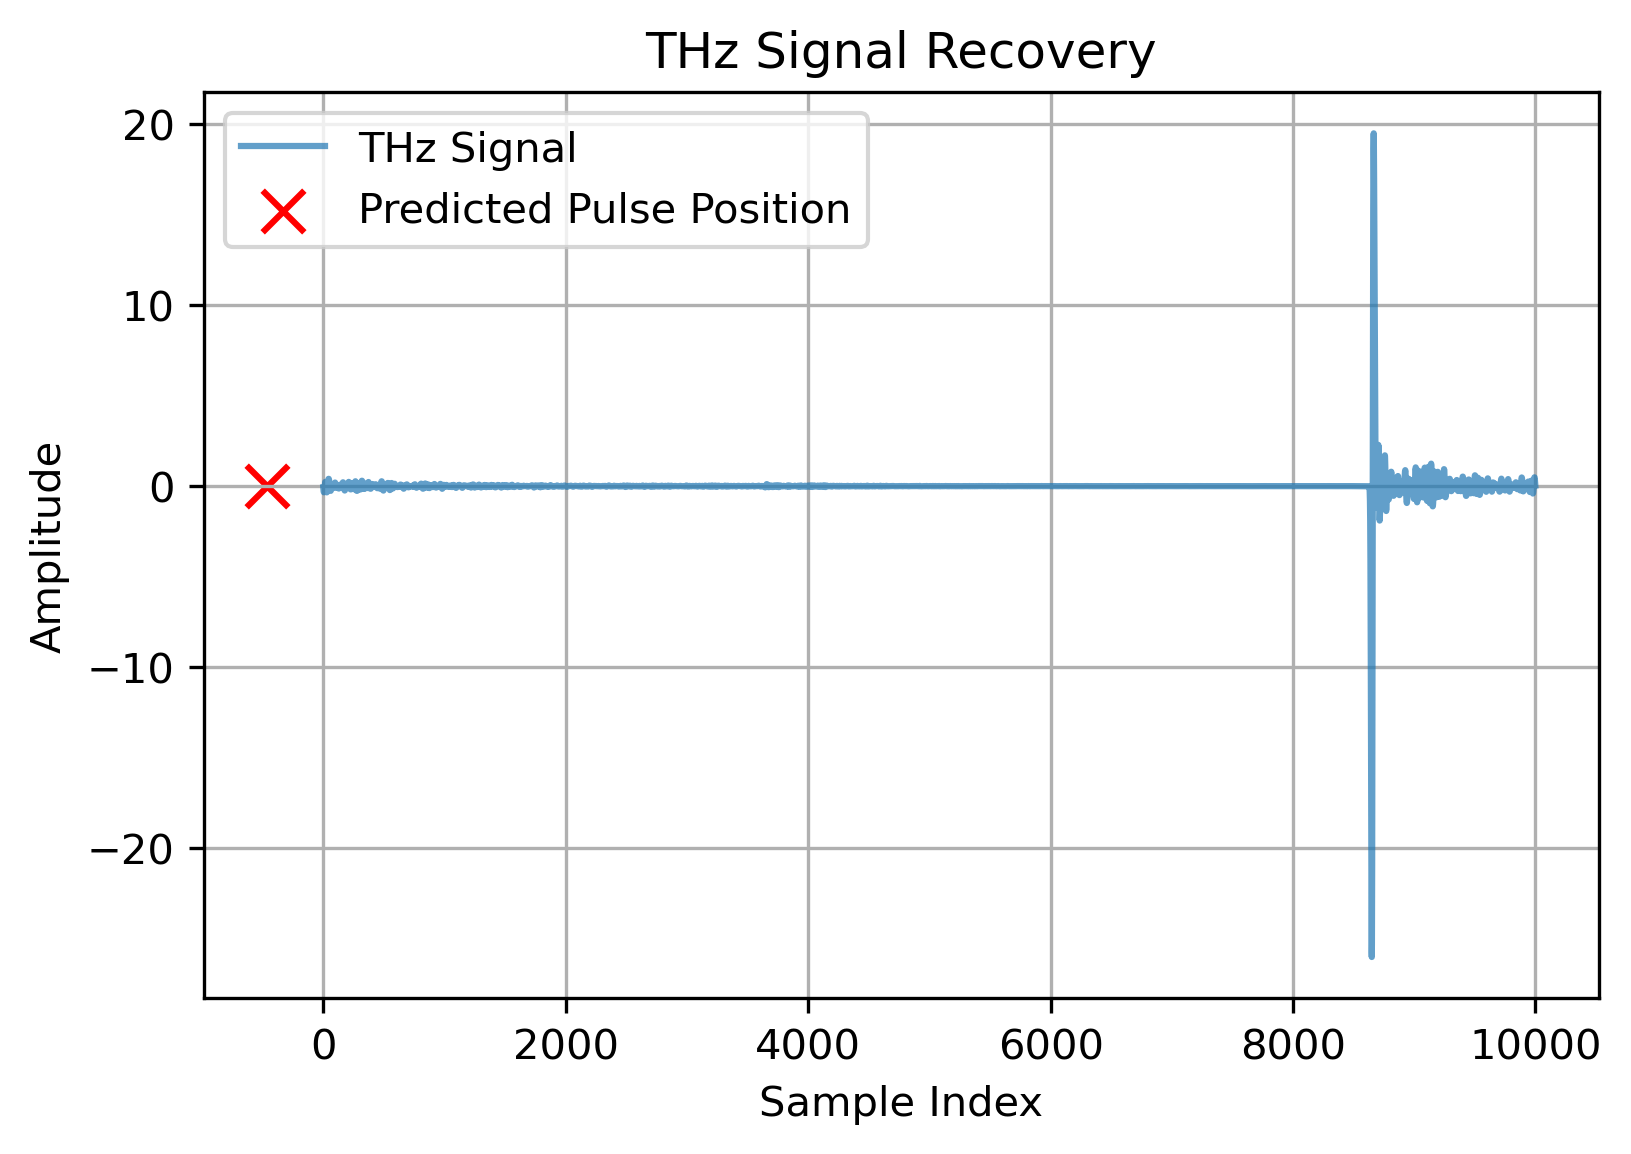 THz Signal Recovery
THz Signal
Predicted Pulse Position
20
10
0
−10
−20
Amplitude
0 2000 4000 6000 8000 10000
Sample Index